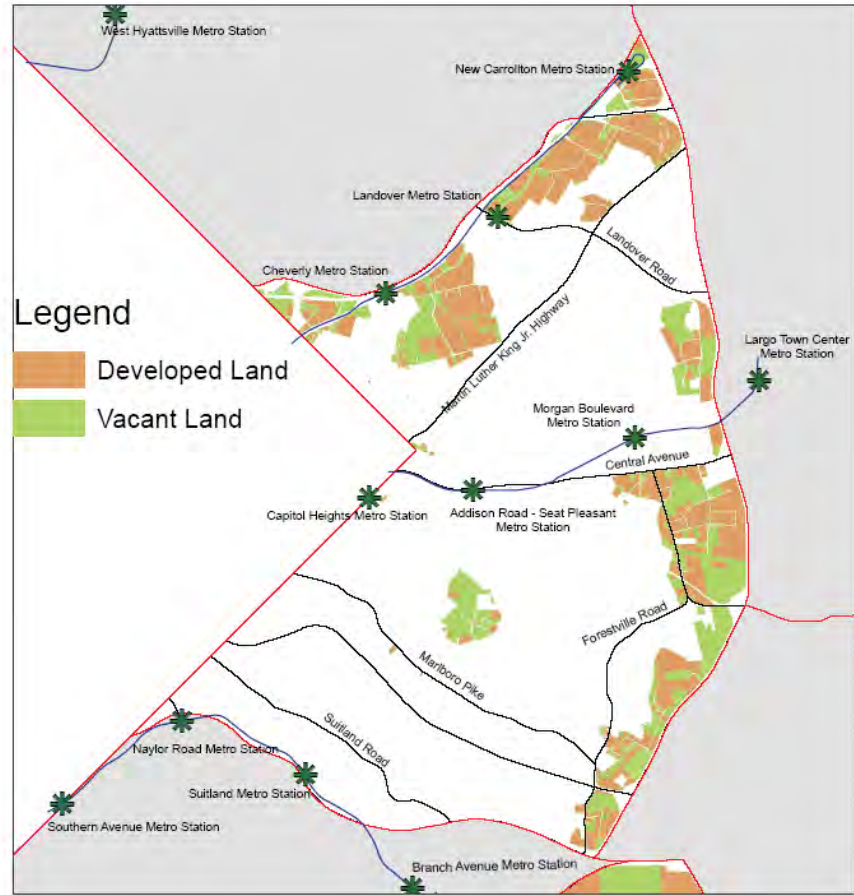 West Hyattsville Metro Station
New Carrollton Metro Station
Landover Metro Station
Landover Road
Cheverly Metro Station
Legend
Developed Land
Vacant Land
Martin Luther King Jr. Highway
Largo Town Center
Metro Station
Morgan Boulevard
Metro Station
Central Avenue
Capitol Heights Metro Station
Addison Road - Seat Pleasant
Metro Station
Forestville Road
Marlboro Pike
Suitland Road
Naylor Road Metro Station
Suitland Metro Station
Southern Avenue Metro Station
Branch Avenue Metro Station